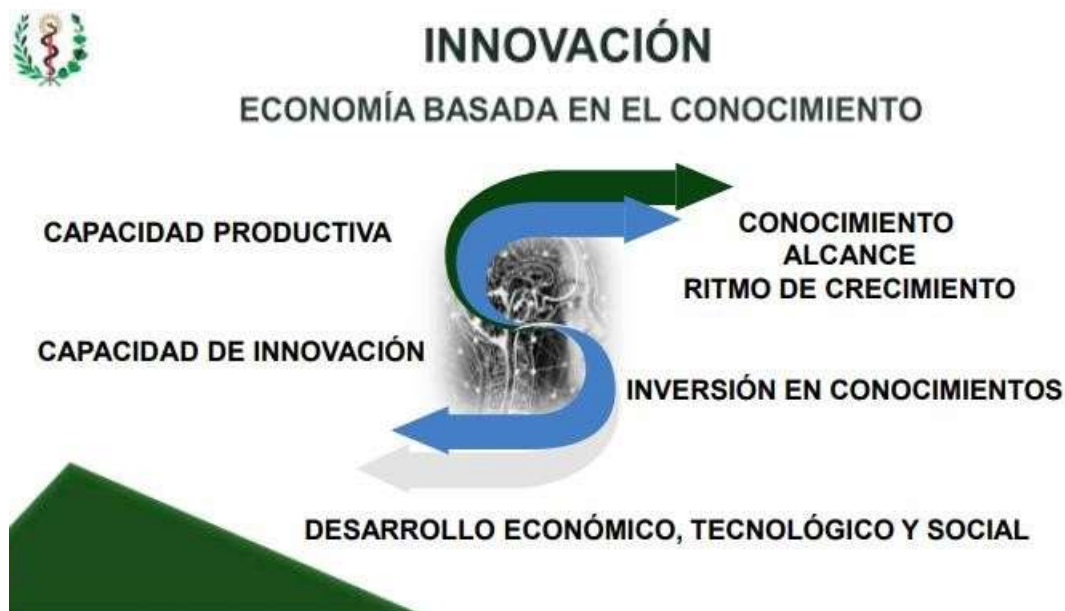 INNOVACIÓN
ECONOMÍA BASADA EN EL CONOCIMIENTO
CAPACIDAD PRODUCTIVA
CONOCIMIENTO
ALCANCE
RITMO DE CRECIMIENTO
CAPACIDAD DE INNOVACIÓN
INVERSIÓN EN CONOCIMIENTOS
DESARROLLO ECONÓMICO, TECNOLÓGICO Y SOCIAL